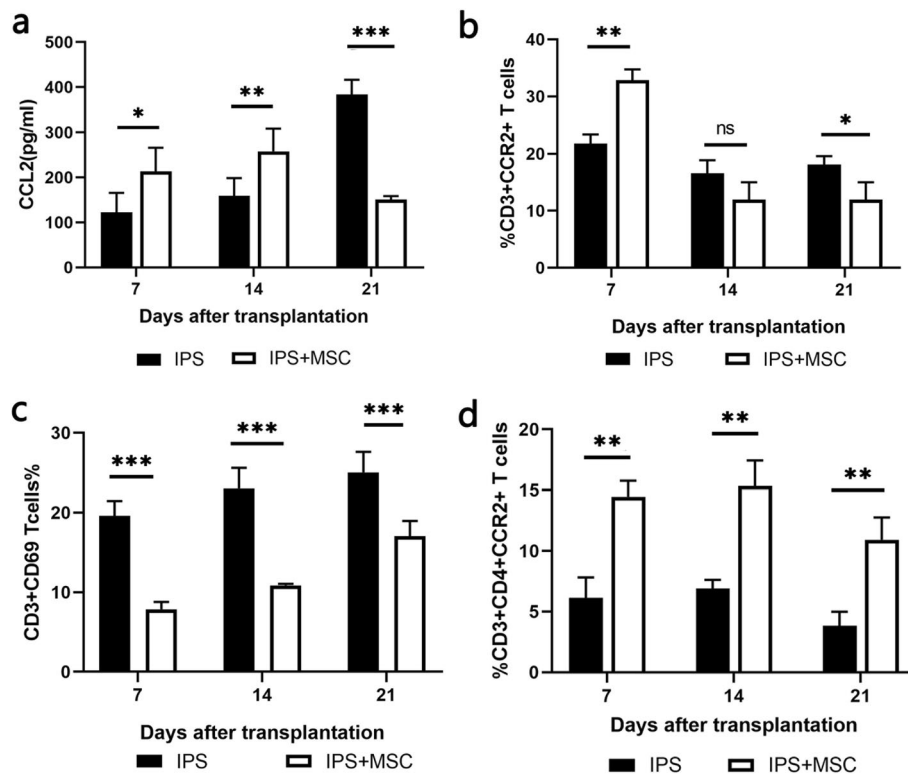 a
CCL2(pg/ml)
500
400
300
200
100
0
*
**
***
7 14 21
Days after transplantation
IPS IPS+MSC
b
%CD3+CCR2+ T cells
40
30
20
10
0
**
ns
*
7 14 21
Days after transplantation
IPS IPS+MSC
c
CD3+CD69 Tcells%
30
20
10
0
***
***
***
7 14 21
Days after transplantation
IPS IPS+MSC
d
%CD3+CD4+CCR2+ T cells
20
15
10
5
0
**
**
**
7 14 21
Days after transplantation
IPS IPS+MSC